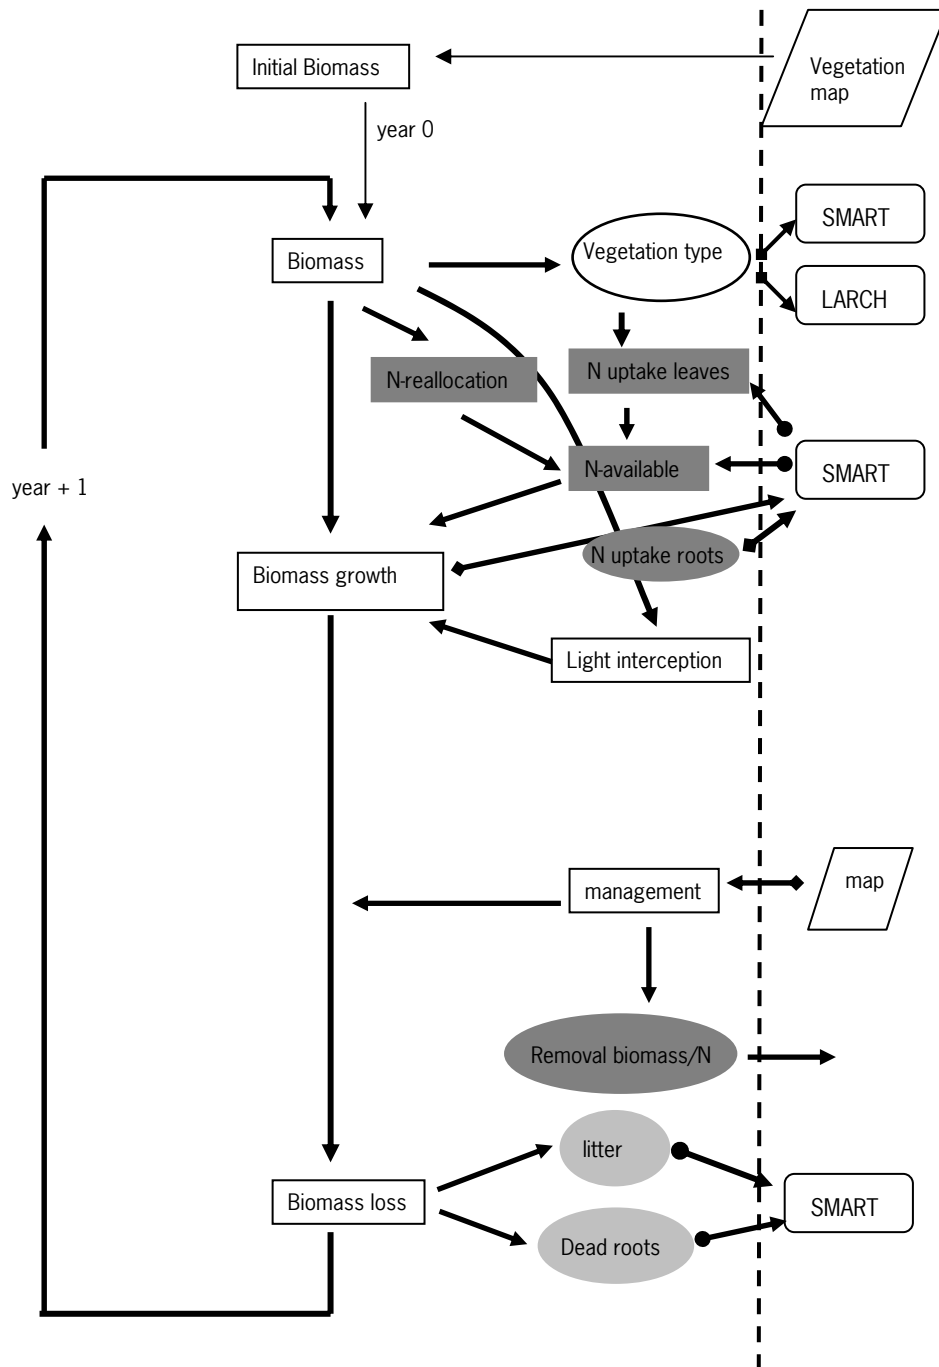 Initial Biomass
Vegetation
map
year 0
SMART
Biomass
Vegetation type
LARCH
N-reallocation
N uptake leaves
N-available
SMART
year + 1
Biomass growth
N uptake roots
Light interception
management
map
Removal biomass/N
litter
Biomass loss
SMART
Dead roots